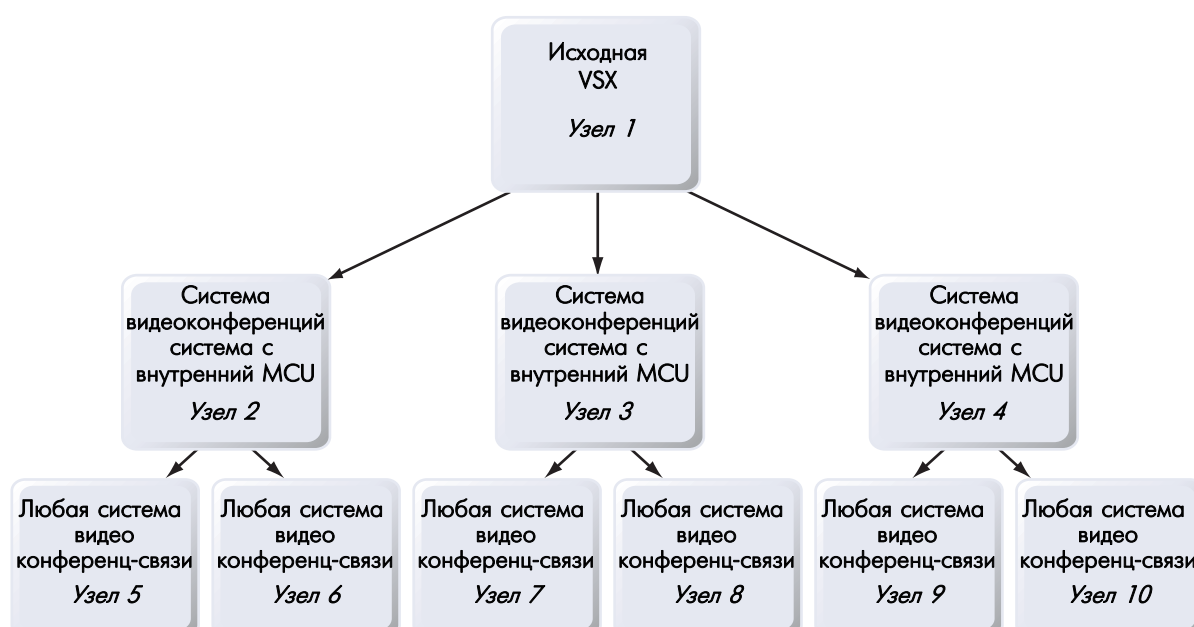 Исходная
VSX
Узел 1
Система
видеоконференций
система с
внутренний MCU
Узел 2
Система
видеоконференций
система с
внутренний MCU
Узел 3
Система
видеоконференций
система с
внутренний MCU
Узел 4
Любая система
видео
конференц-связи
Узел 5
Любая система
видео
конференц-связи
Узел 6
Любая система
видео
конференц-связи
Узел 7
Любая система
видео
конференц-связи
Узел 8
Любая система
видео
конференц-связи
Узел 9
Любая система
видео
конференц-связи
Узел 10